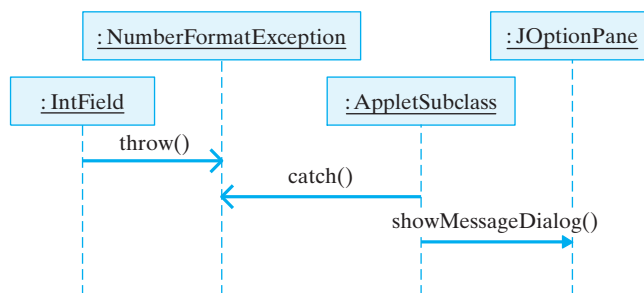 : NumberFormatException
: JOptionPane
: IntField
: AppletSubclass
throw()
catch()
showMessageDialog()